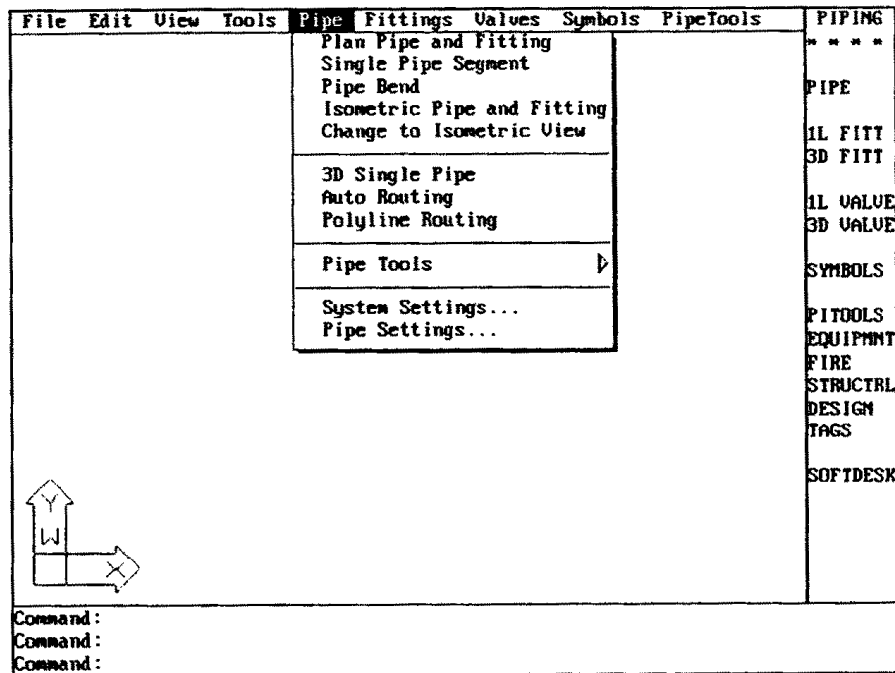 File Edit View Tools Pipe Fittings Valves Symbols PipeTools
Plan Pipe and Fitting
Single Pipe Segment
Pipe Bend
Isometric Pipe and Fitting
Change to Isometric View
3D Single Pipe
Auto Routing
Polyline Routing
Pipe Tools
System Settings...
Pipe Settings...
PIPING
* * * *
PIPE
1L FITT
3D FITT
1L VALVE
3D VALVE
SYMBOLS
PITOOLS
EQUIPMNT
FIRE
STRUCTRL
DESIGN
TAGS
SOFTDESK
Y
W
X
Command:
Command:
Command: